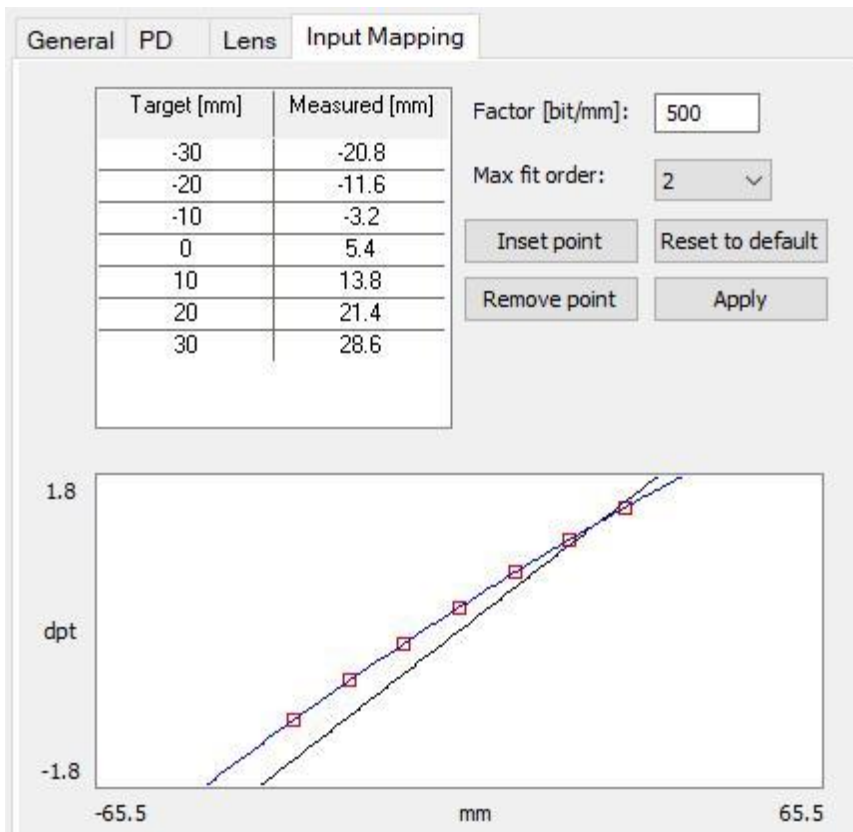 General PD Lens Input Mapping
Target [mm] Measured [mm]
-30 -20.8
-20 -11.6
-10 -3.2
0 5.4
10 13.8
20 21.4
30 28.6
Factor [bit/mm]: 500
Max fit order: 2
Inset point Reset to default
Remove point Apply
1.8
dpt
-1.8
-65.5 mm 65.5